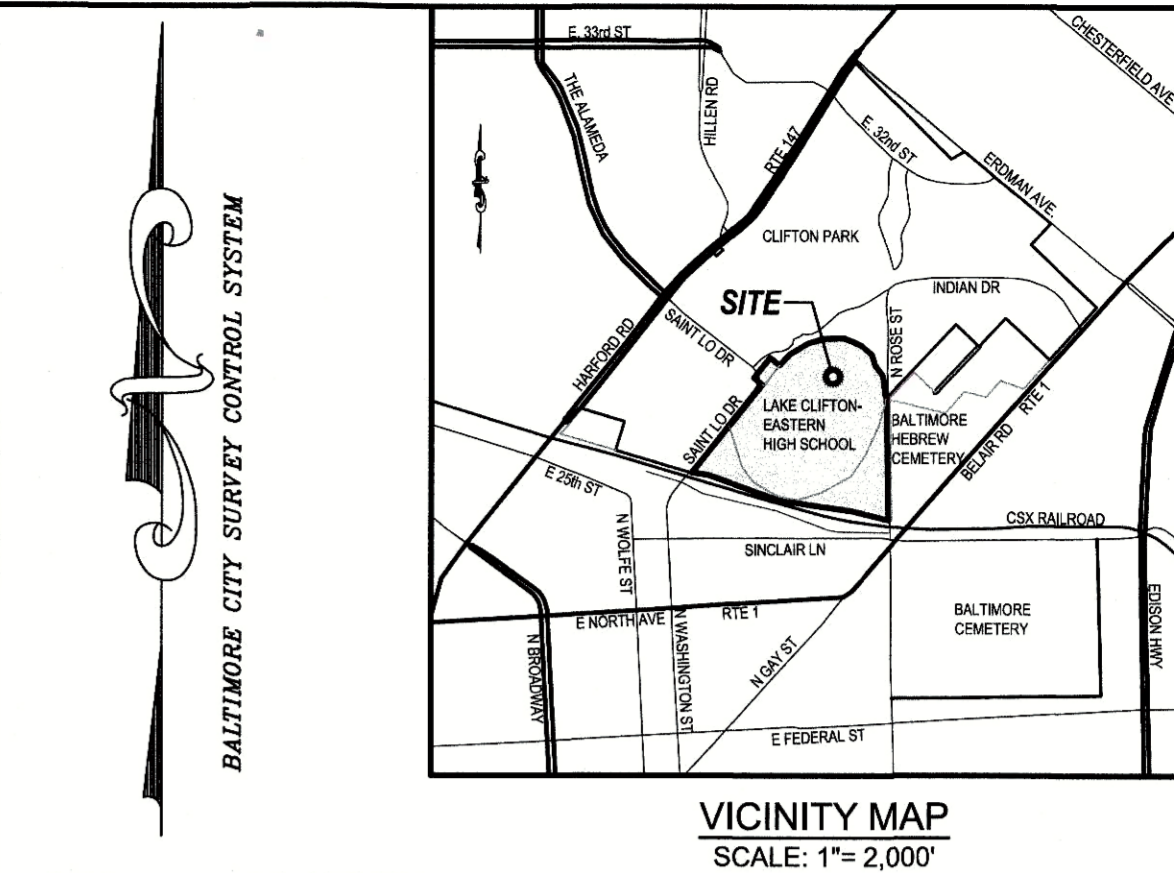 BALTIMORE CITY SURVEY CONTROL SYSTEM
E. 33rd ST
CHESTERFIELD AVE
THE ALAMEDA
HILLEN RD
RTE 147
E. 32nd ST
ERDMAN AVE.
CLIFTON PARK
INDIAN DR
SITE
N ROSE ST
SAINT LO DR
HARFORD RD
LAKE CLIFTON-
EASTERN
HIGH SCHOOL
SAINT LO DR
BALTIMORE
HEBREW
CEMETERY
BELAIR RD
RTE 1
E 25th ST
CSX RAILROAD
N WOLFE ST
SINCLAIR LN
E NORTH AVE
RTE 1
N WASHINGTON ST
BALTIMORE
CEMETERY
EDISON HWY
N BROADWAY
N GAY ST
E FEDERAL ST
VICINITY MAP
SCALE: 1"= 2,000'